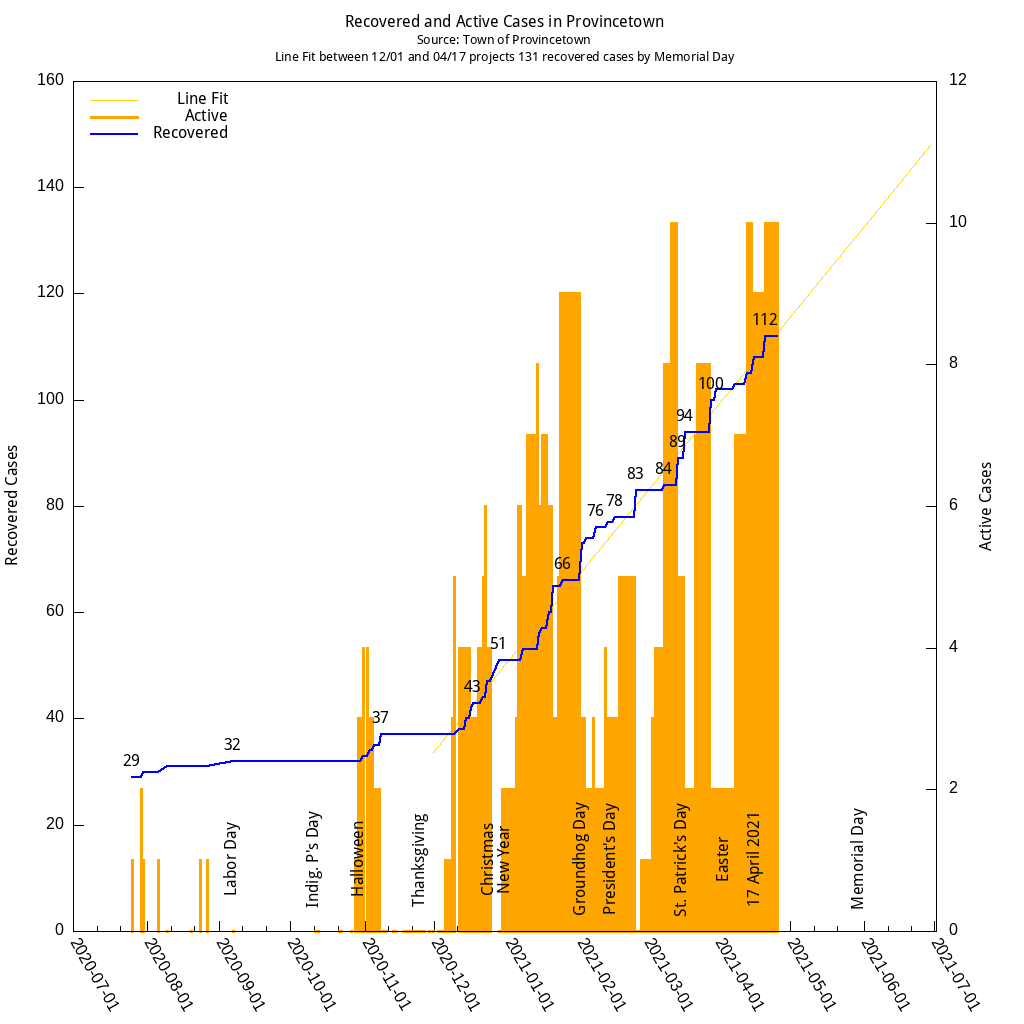 Recovered and Active Cases in Provincetown
Source: Town of Provincetown
Line Fit between 12/01 and 04/17 projects 131 recovered cases by Memorial Day
Line Fit
Active
Recovered
160
140
120
100
80
60
40
20
0
Recovered Cases
12
10
8
6
4
2
0
Active Cases
29
32
37
43
51
66
76
78
83
84
89
94
100
112
Labor Day
Indig. P's Day
Halloween
Thanksgiving
Christmas
New Year
Groundhog Day
President's Day
St. Patrick's Day
Easter
17 April 2021
Memorial Day
2020-07-01
2020-08-01
2020-09-01
2020-10-01
2020-11-01
2020-12-01
2021-01-01
2021-02-01
2021-03-01
2021-04-01
2021-05-01
2021-06-01
2021-07-01